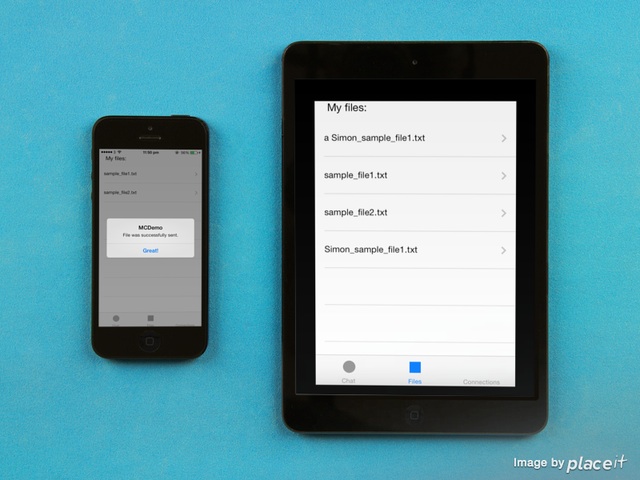 11:50 pm
My files:
sample_file1.txt
sample_file2.txt
MCDemo
File was successfully sent.
Great!
My files:
a Simon_sample_file1.txt
sample_file1.txt
sample_file2.txt
Simon_sample_file1.txt
Chat
Files
Connections
Image by placeit